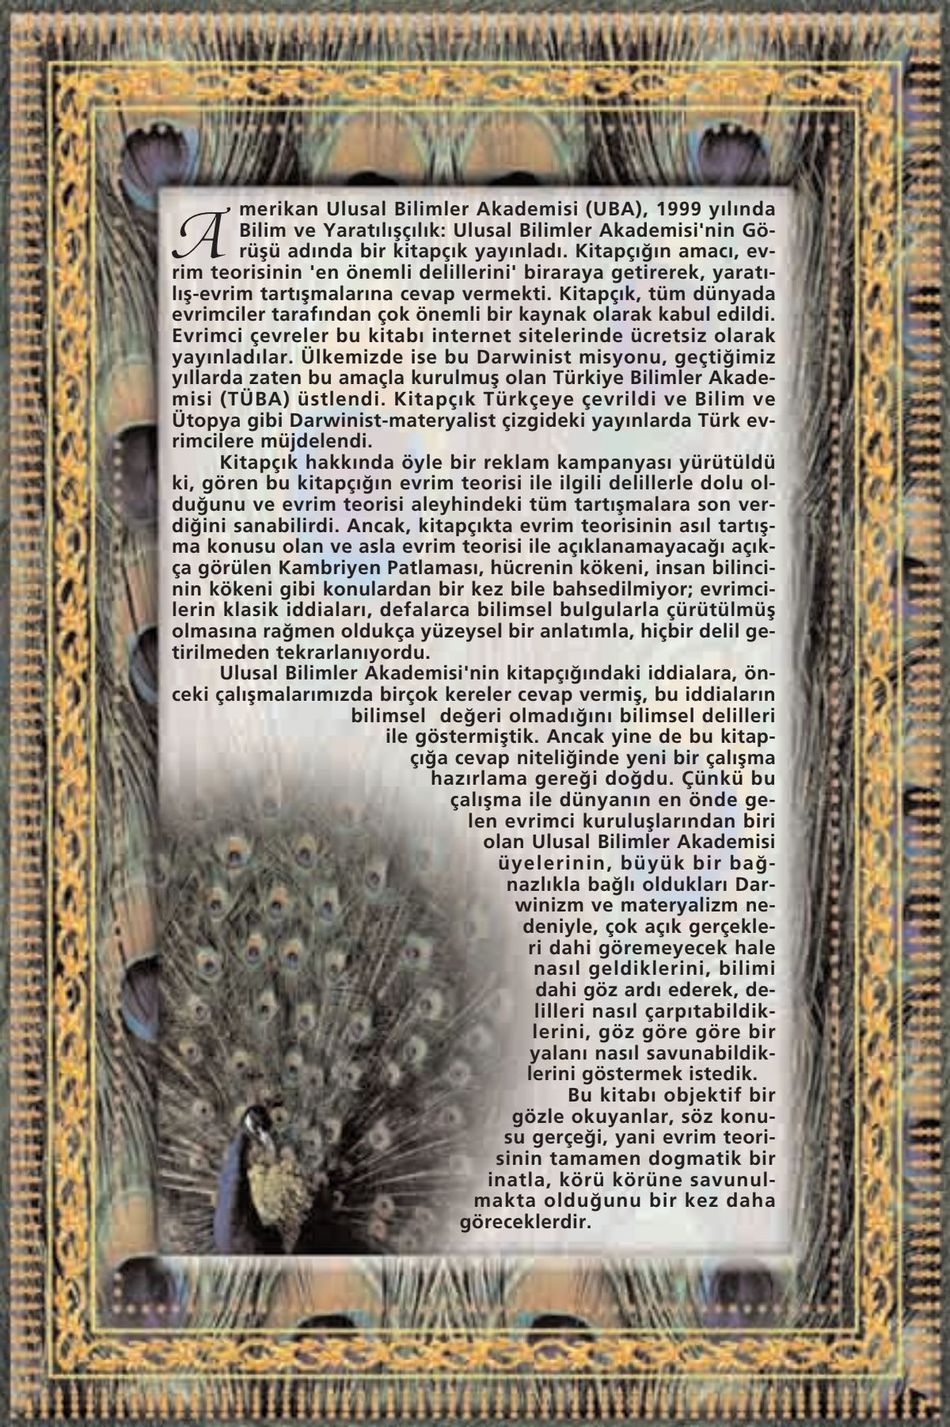 Amerikan Ulusal Bilimler Akademisi (UBA), 1999 yılında
Bilim ve Yaratılışçılık: Ulusal Bilimler Akademisi'nin Gö-
rüşü adında bir kitapçık yayınladı. Kitapçığın amacı, ev-
rim teorisinin 'en önemli delillerini' biraraya getirerek, yaratı-
lış-evrim tartışmalarına cevap vermekti. Kitapçık, tüm dünyada
evrimciler tarafından çok önemli bir kaynak olarak kabul edildi.
Evrimci çevreler bu kitabı internet sitelerinde ücretsiz olarak
yayınladılar. Ülkemizde ise bu Darwinist misyonu, geçtiğimiz
yıllarda zaten bu amaçla kurulmuş olan Türkiye Bilimler Akade-
misi (TÜBA) üstlendi. Kitapçık Türkçeye çevrildi ve Bilim ve
Ütopya gibi Darwinist-materyalist çizgideki yayınlarda Türk ev-
rimcilere müjdelendi.
Kitapçık hakkında öyle bir reklam kampanyası yürütüldü
ki, gören bu kitapçığın evrim teorisi ile ilgili delillerle dolu ol-
duğunu ve evrim teorisi aleyhindeki tüm tartışmalara son ver-
diğini sanabilirdi. Ancak, kitapçıkta evrim teorisinin asıl tartış-
ma konusu olan ve asla evrim teorisi ile açıklanamayacağı açık-
ça görülen Kambriyen Patlaması, hücrenin kökeni, insan bilinci-
nin kökeni gibi konulardan bir kez bile bahsedilmiyor; evrimci-
lerin klasik iddiaları, defalarca bilimsel bulgularla çürütülmüş
olmasına rağmen oldukça yüzeysel bir anlatımla, hiçbir delil ge-
tirilmeden tekrarlanıyordu.
Ulusal Bilimler Akademisi'nin kitapçığındaki iddialara, ön-
ceki çalışmalarımızda birçok kereler cevap vermiş, bu iddiaların
bilimsel değeri olmadığını bilimsel delilleri
ile göstermiştik. Ancak yine de bu kitap-
çığa cevap niteliğinde yeni bir çalışma
hazırlama gereği doğdu. Çünkü bu
çalışma ile dünyanın en önde ge-
len evrimci kuruluşlarından biri
olan Ulusal Bilimler Akademisi
üyelerinin, büyük bir bağ-
nazlıkla bağlı oldukları Dar-
winizm ve materyalizm ne-
deniyle, çok açık gerçekle-
ri dahi göremeyecek hale
nasıl geldiklerini, bilimi
dahi göz ardı ederek, de-
lilleri nasıl çarpıtabildik-
lerini, göz göre göre bir
yalanı nasıl savunabildik-
lerini göstermek istedik.
Bu kitabı objektif bir
gözle okuyanlar, söz konu-
su gerçeği, yani evrim teori-
sinin tamamen dogmatik bir
inatla, körü körüne savunul-
makta olduğunu bir kez daha
göreceklerdir.